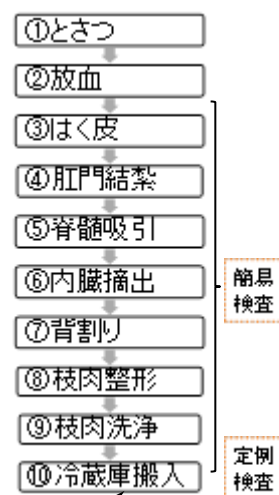 ①とさつ
②放血
③はく皮
④肛門結紮
⑤脊髄吸引
⑥内臓摘出
⑦背割り
⑧枝肉整形
⑨枝肉洗浄
⑩冷蔵庫搬入
簡易
検査
定例
検査